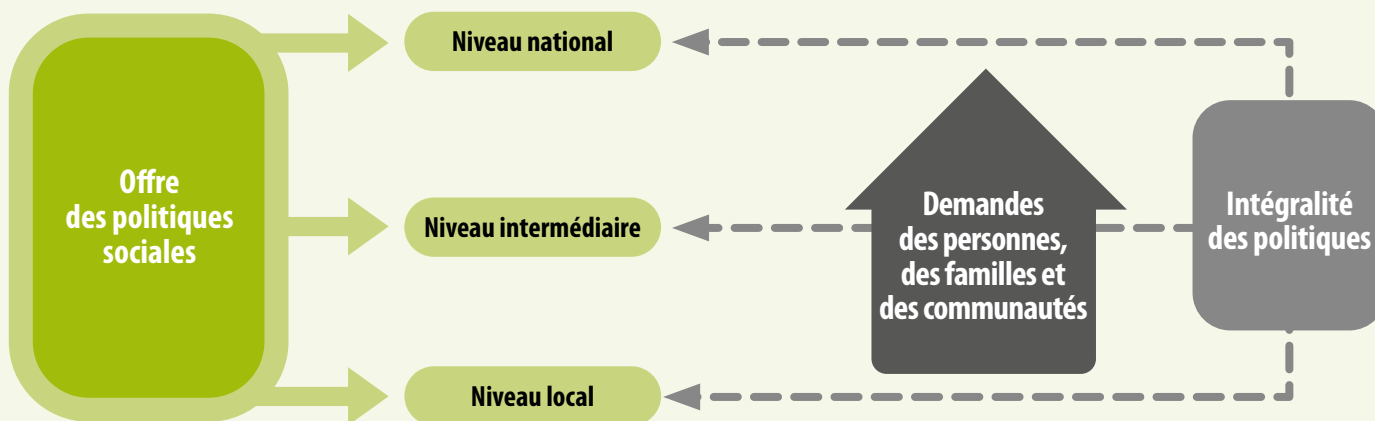 Offre
des politiques
sociales
Niveau national
Niveau intermédiaire
Niveau local
Demandes
des personnes,
des familles et
des communautés
Intégralité
des politiques